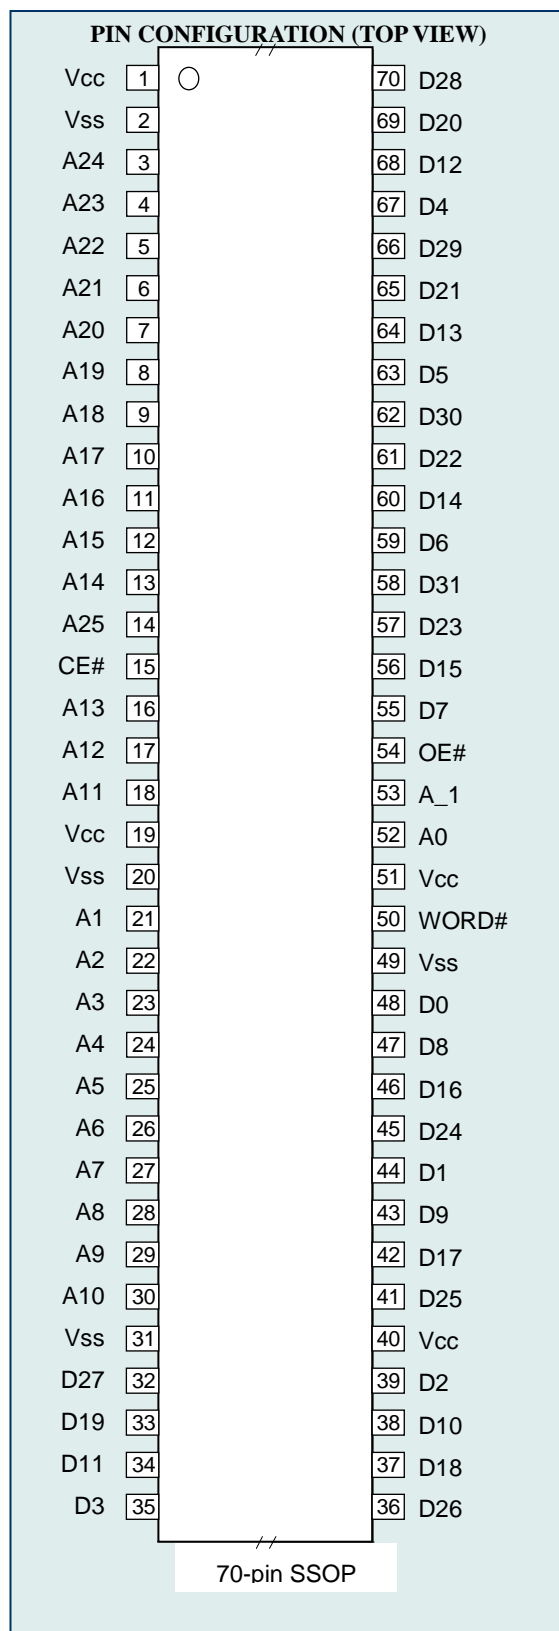 PIN CONFIGURATION (TOP VIEW)
Vcc 1 70 D28
Vss 2 69 D20
A24 3 68 D12
A23 4 67 D4
A22 5 66 D29
A21 6 65 D21
A20 7 64 D13
A19 8 63 D5
A18 9 62 D30
A17 10 61 D22
A16 11 60 D14
A15 12 59 D6
A14 13 58 D31
A25 14 57 D23
CE# 15 56 D15
A13 16 55 D7
A12 17 54 OE#
A11 18 53 A_1
Vcc 19 52 A0
Vss 20 51 Vcc
A1 21 50 WORD#
A2 22 49 Vss
A3 23 48 D0
A4 24 47 D8
A5 25 46 D16
A6 26 45 D24
A7 27 44 D1
A8 28 43 D9
A9 29 42 D17
A10 30 41 D25
Vss 31 40 Vcc
D27 32 39 D2
D19 33 38 D10
D11 34 37 D18
D3 35 36 D26
70-pin SSOP